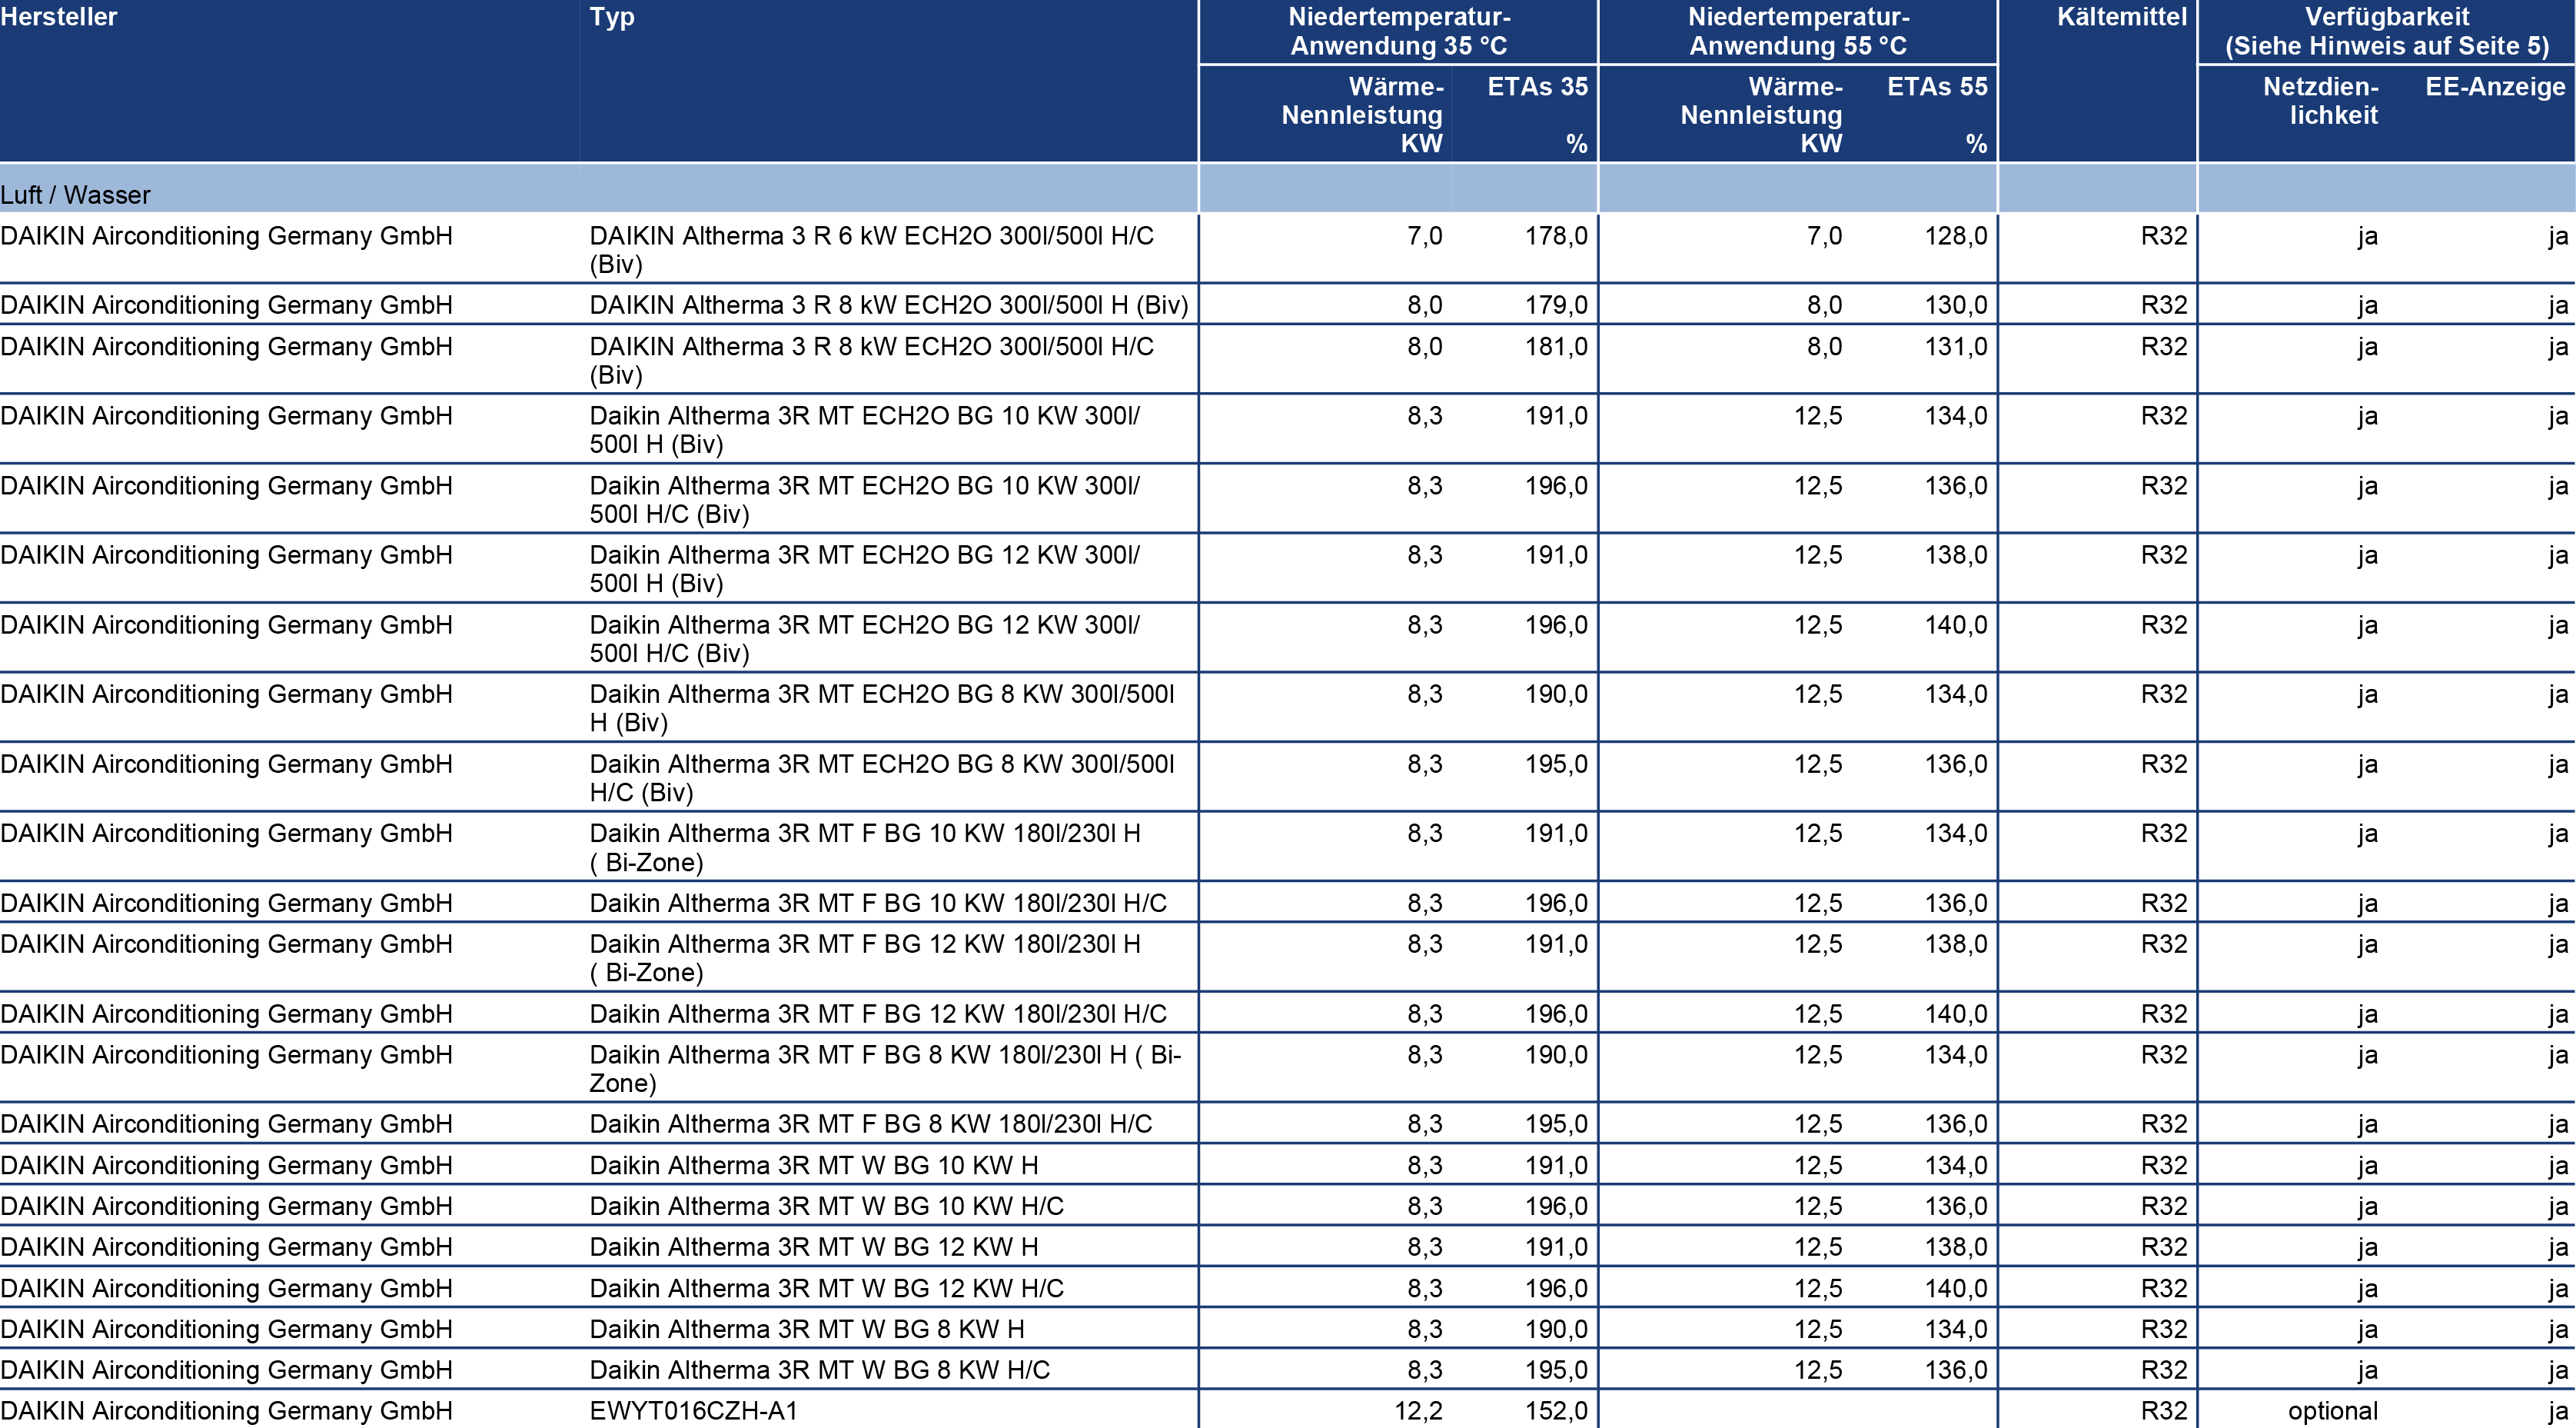 Hersteller Typ Niedertemperatur- Niedertemperatur- Kältemittel Verfügbarkeit
Anwendung 35 °C Anwendung 55 °C (Siehe Hinweis auf Seite 5)
Wärme- ETAs 35 Wärme- ETAs 55 Netzdien- EE-Anzeige
Nennleistung Nennleistung lichkeit
KW % KW %
Luft / Wasser
DAIKIN Airconditioning Germany GmbH DAIKIN Altherma 3 R 6 kW ECH2O 300l/500l H/C 7,0 178,0 7,0 128,0 R32 ja ja
(Biv)
DAIKIN Airconditioning Germany GmbH DAIKIN Altherma 3 R 8 kW ECH2O 300l/500l H (Biv) 8,0 179,0 8,0 130,0 R32 ja ja
DAIKIN Airconditioning Germany GmbH DAIKIN Altherma 3 R 8 kW ECH2O 300l/500l H/C 8,0 181,0 8,0 131,0 R32 ja ja
(Biv)
DAIKIN Airconditioning Germany GmbH Daikin Altherma 3R MT ECH2O BG 10 KW 300l/ 8,3 191,0 12,5 134,0 R32 ja ja
500l H (Biv)
DAIKIN Airconditioning Germany GmbH Daikin Altherma 3R MT ECH2O BG 10 KW 300l/ 8,3 196,0 12,5 136,0 R32 ja ja
500l H/C (Biv)
DAIKIN Airconditioning Germany GmbH Daikin Altherma 3R MT ECH2O BG 12 KW 300l/ 8,3 191,0 12,5 138,0 R32 ja ja
500l H (Biv)
DAIKIN Airconditioning Germany GmbH Daikin Altherma 3R MT ECH2O BG 12 KW 300l/ 8,3 196,0 12,5 140,0 R32 ja ja
500l H/C (Biv)
DAIKIN Airconditioning Germany GmbH Daikin Altherma 3R MT ECH2O BG 8 KW 300l/500l 8,3 190,0 12,5 134,0 R32 ja ja
H (Biv)
DAIKIN Airconditioning Germany GmbH Daikin Altherma 3R MT ECH2O BG 8 KW 300l/500l 8,3 195,0 12,5 136,0 R32 ja ja
H/C (Biv)
DAIKIN Airconditioning Germany GmbH Daikin Altherma 3R MT F BG 10 KW 180l/230l H 8,3 191,0 12,5 134,0 R32 ja ja
( Bi-Zone)
DAIKIN Airconditioning Germany GmbH Daikin Altherma 3R MT F BG 10 KW 180l/230l H/C 8,3 196,0 12,5 136,0 R32 ja ja
DAIKIN Airconditioning Germany GmbH Daikin Altherma 3R MT F BG 12 KW 180l/230l H 8,3 191,0 12,5 138,0 R32 ja ja
( Bi-Zone)
DAIKIN Airconditioning Germany GmbH Daikin Altherma 3R MT F BG 12 KW 180l/230l H/C 8,3 196,0 12,5 140,0 R32 ja ja
DAIKIN Airconditioning Germany GmbH Daikin Altherma 3R MT F BG 8 KW 180l/230l H ( Bi- 8,3 190,0 12,5 134,0 R32 ja ja
Zone)
DAIKIN Airconditioning Germany GmbH Daikin Altherma 3R MT F BG 8 KW 180l/230l H/C 8,3 195,0 12,5 136,0 R32 ja ja
DAIKIN Airconditioning Germany GmbH Daikin Altherma 3R MT W BG 10 KW H 8,3 191,0 12,5 134,0 R32 ja ja
DAIKIN Airconditioning Germany GmbH Daikin Altherma 3R MT W BG 10 KW H/C 8,3 196,0 12,5 136,0 R32 ja ja
DAIKIN Airconditioning Germany GmbH Daikin Altherma 3R MT W BG 12 KW H 8,3 191,0 12,5 138,0 R32 ja ja
DAIKIN Airconditioning Germany GmbH Daikin Altherma 3R MT W BG 12 KW H/C 8,3 196,0 12,5 140,0 R32 ja ja
DAIKIN Airconditioning Germany GmbH Daikin Altherma 3R MT W BG 8 KW H 8,3 190,0 12,5 134,0 R32 ja ja
DAIKIN Airconditioning Germany GmbH Daikin Altherma 3R MT W BG 8 KW H/C 8,3 195,0 12,5 136,0 R32 ja ja
DAIKIN Airconditioning Germany GmbH EWYT016CZH-A1 12,2 152,0 R32 optional ja